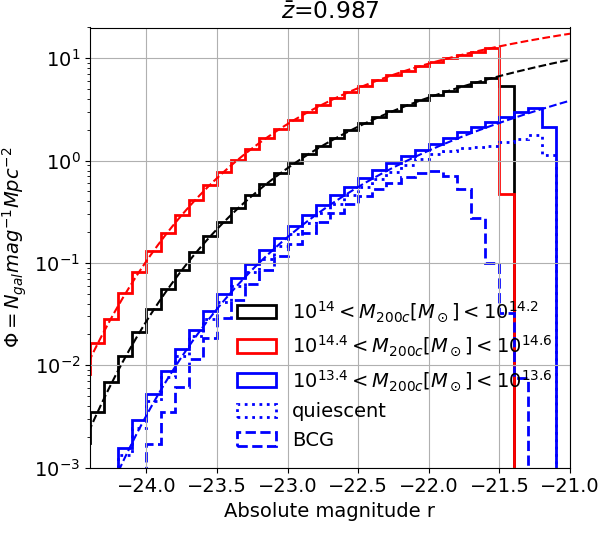 z̄=0.987
Φ = N_gal/mag⁻¹Mpc⁻²
10¹
10⁰
10⁻¹
10⁻²
10⁻³
10¹⁴ < M₂₀₀c[M⊙] < 10¹⁴·²
10¹⁴·⁴ < M₂₀₀c[M⊙] < 10¹⁴·⁶
10¹³·⁴ < M₂₀₀c[M⊙] < 10¹³·⁶
quiescent
BCG
−24.0 −23.5 −23.0 −22.5 −22.0 −21.5 −21.0
Absolute magnitude r